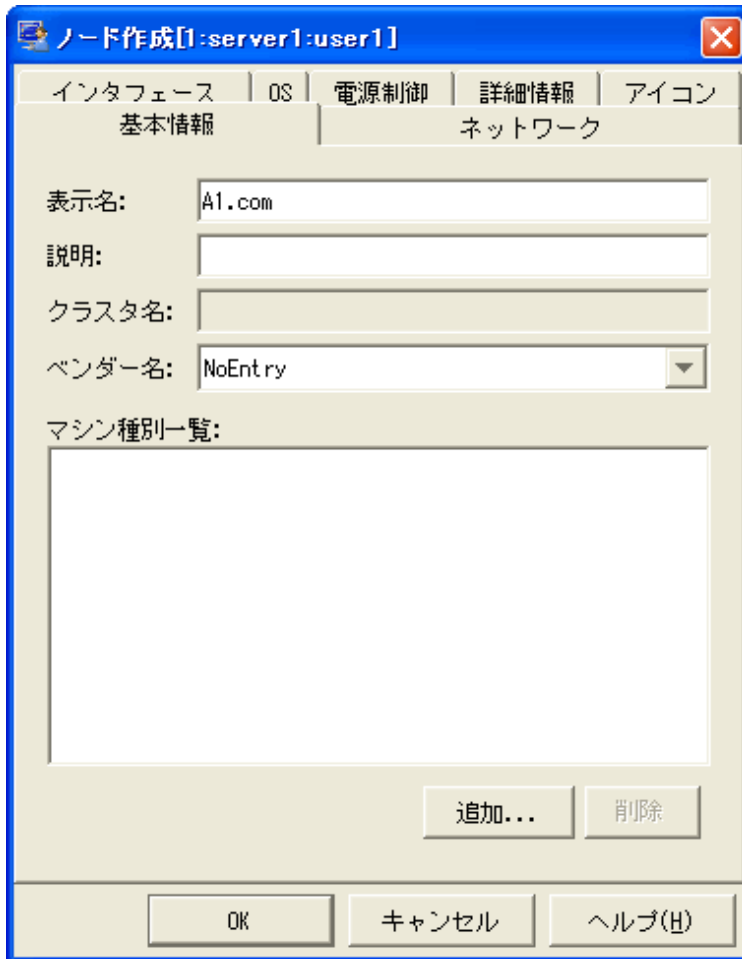 ノード作成[1:server1:user1]
インタフェース OS 電源制御 詳細情報 アイコン
基本情報 ネットワーク
表示名: A1.com
説明:
クラスタ名:
ベンダー名: NoEntry
マシン種別一覧:
追加... 削除
OK キャンセル ヘルプ(H)